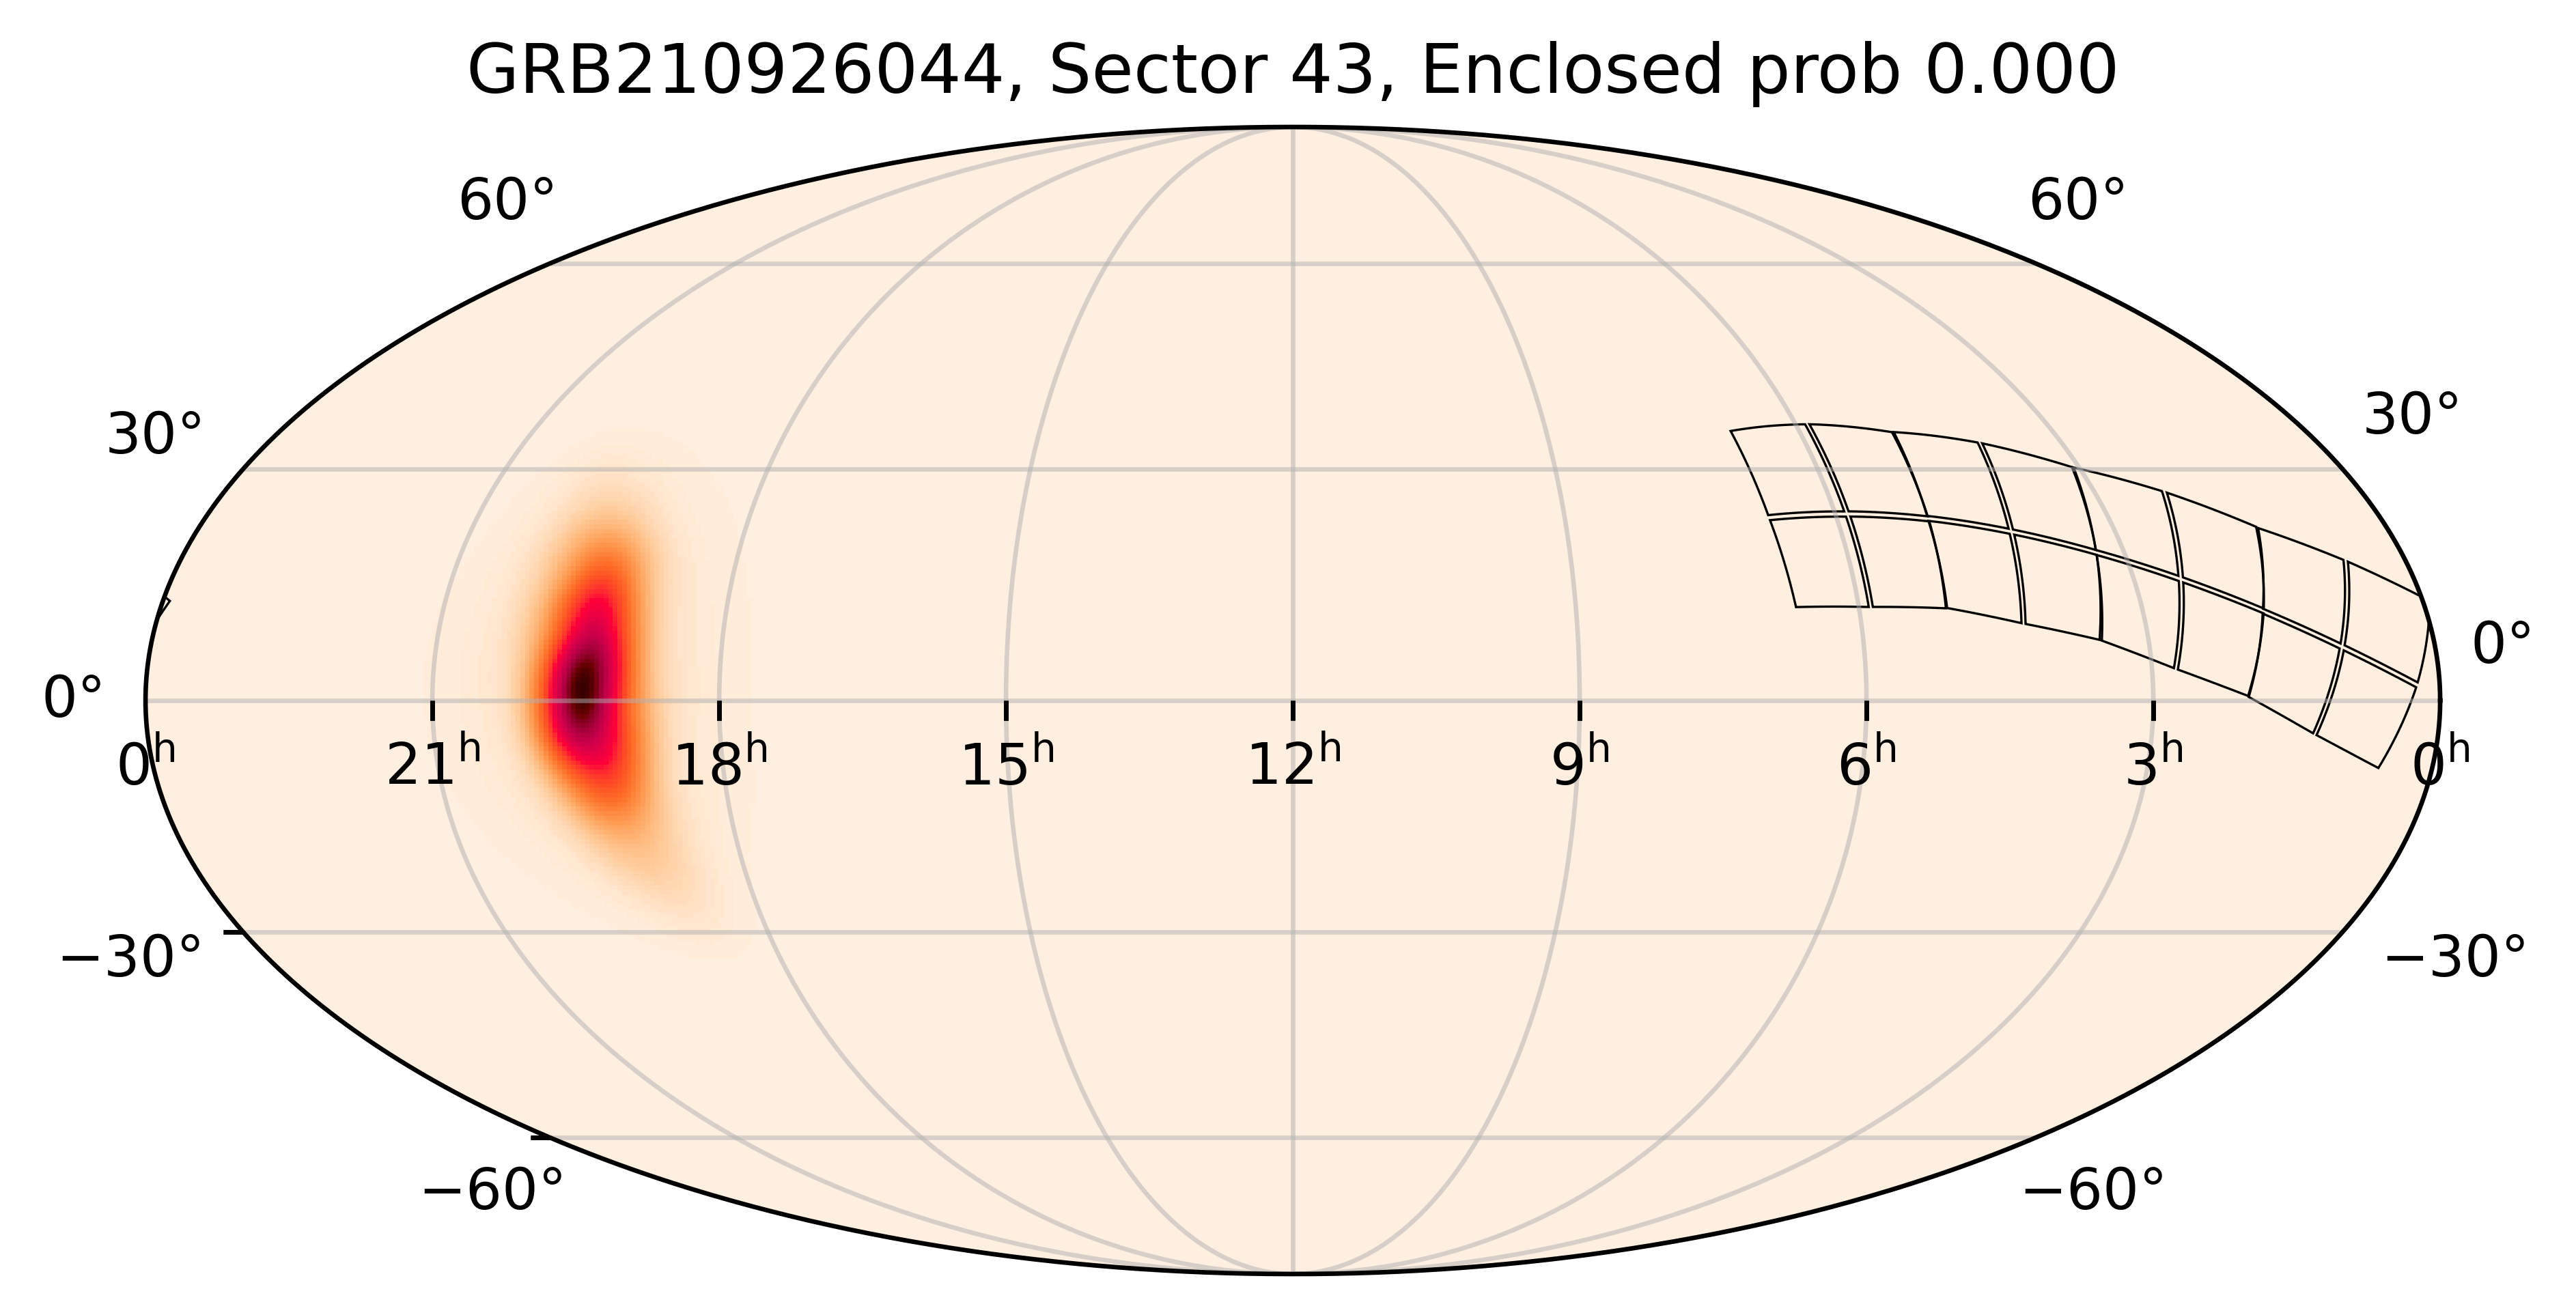 GRB210926044, Sector 43, Enclosed prob 0.000
60° 60°
30° 30°
0° 0°
0ʰ 21ʰ 18ʰ 15ʰ 12ʰ 9ʰ 6ʰ 3ʰ 0ʰ
−30° −30°
−60° −60°